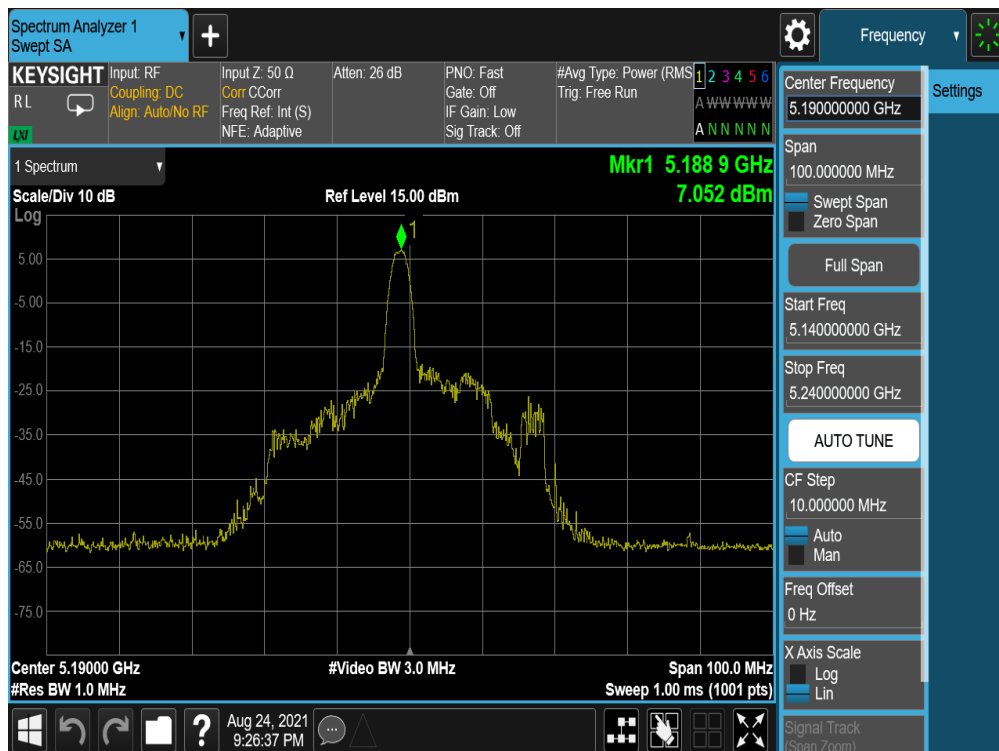 Spectrum Analyzer 1
Swept SA
+
Frequency
KEYSIGHT
RL
LXI
Input: RF
Coupling: DC
Align: Auto/No RF
Input Z: 50 Ω
Corr CCorr
Freq Ref: Int (S)
NFE: Adaptive
Atten: 26 dB
PNO: Fast
Gate: Off
IF Gain: Low
Sig Track: Off
#Avg Type: Power (RMS
Trig: Free Run
1 2 3 4 5 6
A W W W W W
A N N N N N
1 Spectrum
Mkr1 5.188 9 GHz
Scale/Div 10 dB
Ref Level 15.00 dBm
7.052 dBm
Log
1
5.00
-5.00
-15.0
-25.0
-35.0
-45.0
-55.0
-65.0
-75.0
Center 5.19000 GHz
#Video BW 3.0 MHz
Span 100.0 MHz
#Res BW 1.0 MHz
Sweep 1.00 ms (1001 pts)
Center Frequency
5.190000000 GHz
Settings
Span
100.000000 MHz
Swept Span
Zero Span
Full Span
Start Freq
5.140000000 GHz
Stop Freq
5.240000000 GHz
AUTO TUNE
CF Step
10.000000 MHz
Auto
Man
Freq Offset
0 Hz
X Axis Scale
Log
Lin
Signal Track
(Span Zoom)
?
Aug 24, 2021
9:26:37 PM